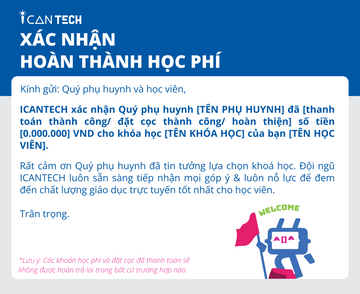 iCANTECH
XÁC NHẬN
HOÀN THÀNH HỌC PHÍ
Kính gửi: Quý phụ huynh và học viên,
ICANTECH xác nhận Quý phụ huynh [TÊN PHỤ HUYNH] đã [thanh
toán thành công/ đặt cọc thành công/ hoàn thiện] số tiền
[0.000.000] VND cho khóa học [TÊN KHÓA HỌC] của bạn [TÊN HỌC
VIÊN].
Rất cảm ơn Quý phụ huynh đã tin tưởng lựa chọn khoá học. Đội ngũ
ICANTECH luôn sẵn sàng tiếp nhận mọi góp ý & luôn nỗ lực để đem
đến chất lượng giáo dục trực tuyến tốt nhất cho học viên.
Trân trọng.
WELCOME
*Lưu ý: Các khoản học phí và đặt cọc đã thanh toán sẽ
không được hoàn trả lại trong bất cứ trường hợp nào.